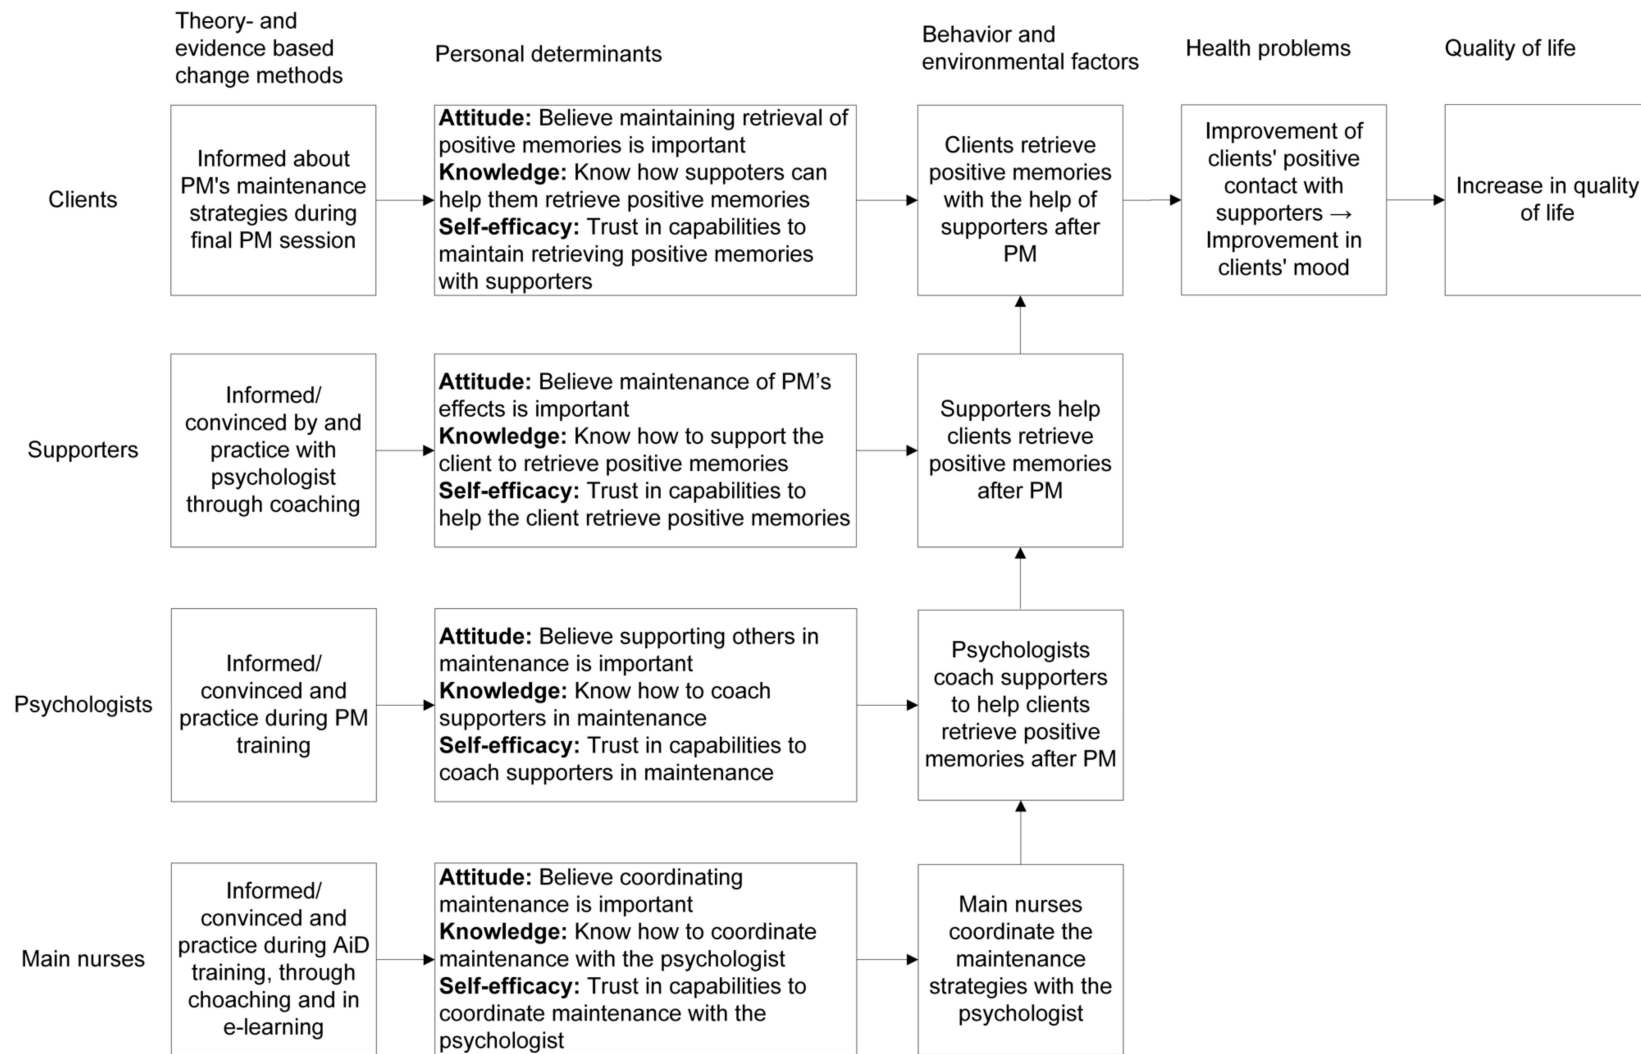 Theory- and
evidence based
change methods
Personal determinants
Behavior and
environmental factors
Health problems
Quality of life
Clients
Informed about
PM's maintenance
strategies during
final PM session
Attitude: Believe maintaining retrieval of
positive memories is important
Knowledge: Know how suppoters can
help them retrieve positive memories
Self-efficacy: Trust in capabilities to
maintain retrieving positive memories
with supporters
Clients retrieve
positive memories
with the help of
supporters after
PM
Improvement of
clients' positive
contact with
supporters →
Improvement in
clients' mood
Increase in quality
of life
Supporters
Informed/
convinced by and
practice with
psychologist
through coaching
Attitude: Believe maintenance of PM’s
effects is important
Knowledge: Know how to support the
client to retrieve positive memories
Self-efficacy: Trust in capabilities to
help the client retrieve positive memories
Supporters help
clients retrieve
positive memories
after PM
Psychologists
Informed/
convinced and
practice during PM
training
Attitude: Believe supporting others in
maintenance is important
Knowledge: Know how to coach
supporters in maintenance
Self-efficacy: Trust in capabilities to
coach supporters in maintenance
Psychologists
coach supporters
to help clients
retrieve positive
memories after PM
Main nurses
Informed/
convinced and
practice during AiD
training, through
choaching and in
e-learning
Attitude: Believe coordinating
maintenance is important
Knowledge: Know how to coordinate
maintenance with the psychologist
Self-efficacy: Trust in capabilities to
coordinate maintenance with the
psychologist
Main nurses
coordinate the
maintenance
strategies with the
psychologist